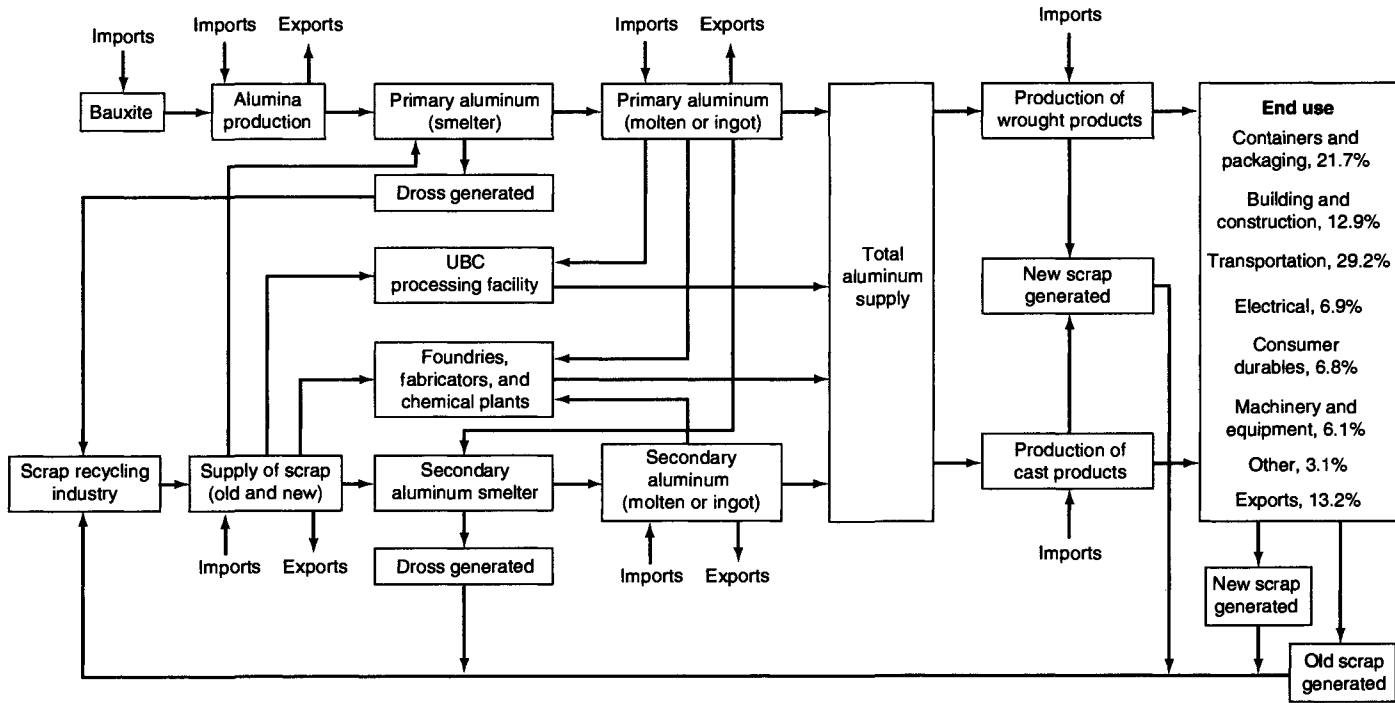 Imports
Imports
Exports
Imports
Exports
Imports
Bauxite
Alumina
production
Primary aluminum
(smelter)
Primary aluminum
(molten or ingot)
Production of
wrought products
Dross generated
UBC
processing facility
Foundries,
fabricators, and
chemical plants
Total
aluminum
supply
New scrap
generated
Scrap recycling
industry
Supply of scrap
(old and new)
Secondary
aluminum smelter
Secondary
aluminum
(molten or ingot)
Production of
cast products
Imports
Exports
Dross generated
Imports
Exports
Imports
End use
Containers and
packaging, 21.7%
Building and
construction, 12.9%
Transportation, 29.2%
Electrical, 6.9%
Consumer
durables, 6.8%
Machinery and
equipment, 6.1%
Other, 3.1%
Exports, 13.2%
New scrap
generated
Old scrap
generated